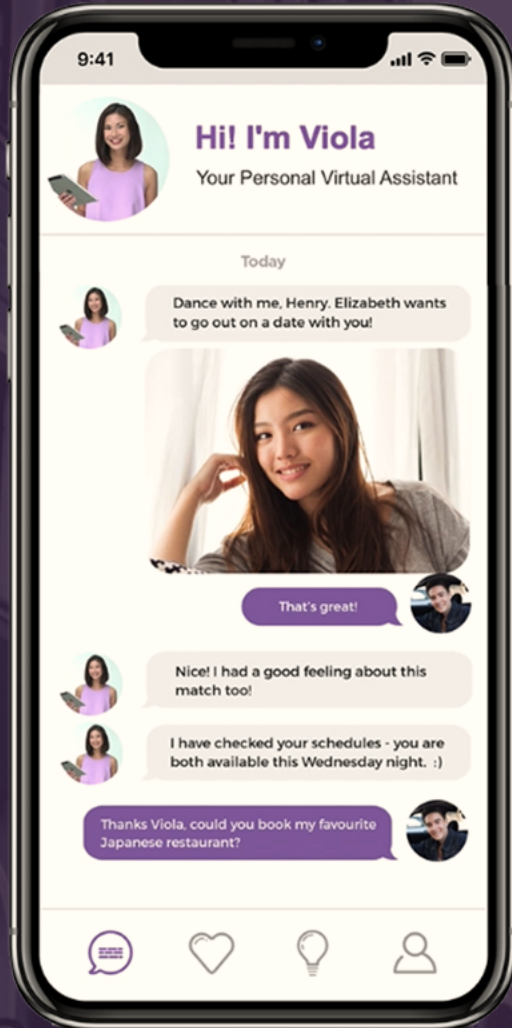 9:41
Hi! I'm Viola
Your Personal Virtual Assistant
Today
Dance with me, Henry. Elizabeth wants
to go out on a date with you!
That's great!
Nice! I had a good feeling about this
match too!
I have checked your schedules - you are
both available this Wednesday night. :)
Thanks Viola, could you book my favourite
Japanese restaurant?